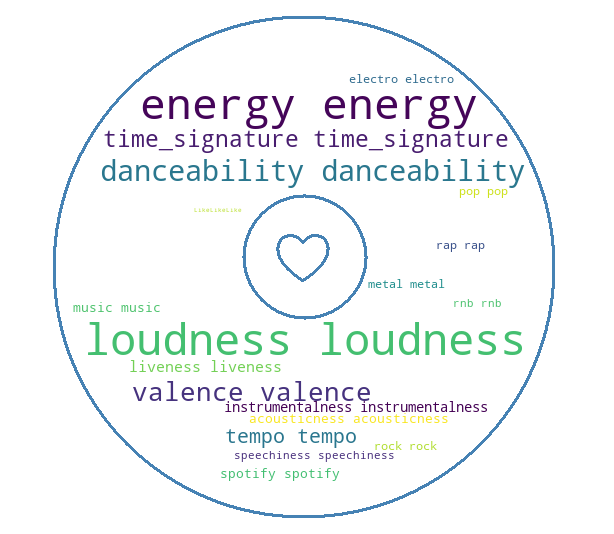 electro electro
energy energy
time_signature time_signature
danceability danceability
pop pop
rap rap
metal metal
rnb rnb
music music
loudness loudness
liveness liveness
valence valence
instrumentalness instrumentalness
acousticness acousticness
tempo tempo
rock rock
speechiness speechiness
spotify spotify